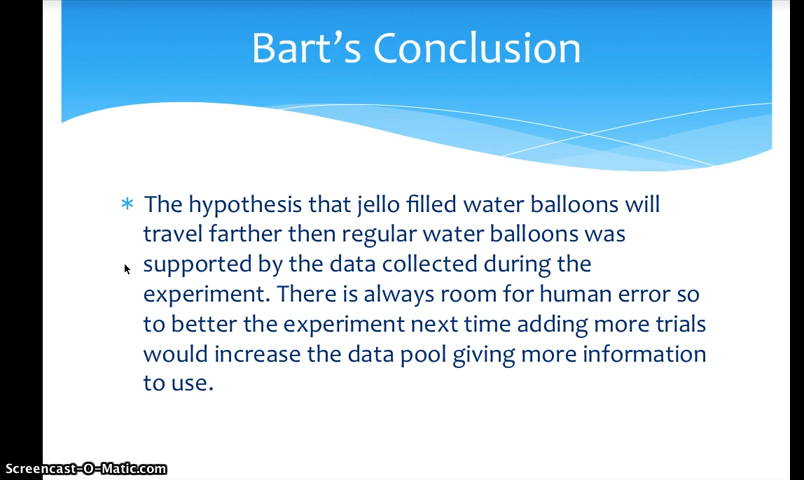 Bart's Conclusion
* The hypothesis that jello filled water balloons will
travel farther then regular water balloons was
supported by the data collected during the
experiment. There is always room for human error so
to better the experiment next time adding more trials
would increase the data pool giving more information
to use.
Screencast-O-Matic.com